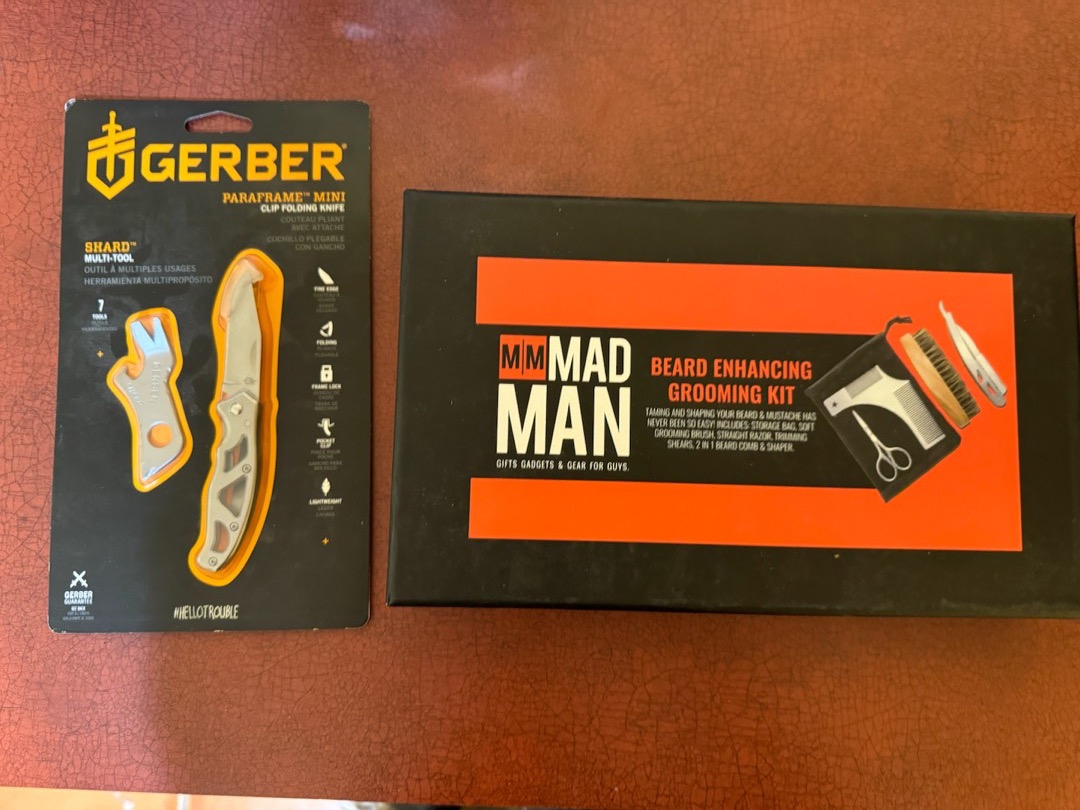 GERBER
PARAFRAME™ MINI
CLIP FOLDING KNIFE
COUTEAU PLIANT
AVEC ATTACHE
CUCHILLO PLEGABLE
CON GANCHO
SHARD™
MULTI-TOOL
OUTIL À MULTIPLES USAGES
HERRAMIENTA MULTIPROPÓSITO
7
TOOLS
+
FINE EDGE
FOLDING
FRAME LOCK
POCKET
CLIP
LIGHTWEIGHT
+
GERBER
GUARANTEE
#HELLOTROUBLE
M|M MAD
MAN
GIFTS GADGETS & GEAR FOR GUYS.
BEARD ENHANCING
GROOMING KIT
TAMING AND SHAPING YOUR BEARD & MUSTACHE HAS
NEVER BEEN SO EASY! INCLUDES: STORAGE BAG, SOFT
GROOMING BRUSH, STRAIGHT RAZOR, TRIMMING
SHEARS, 2 IN 1 BEARD COMB & SHAPER.